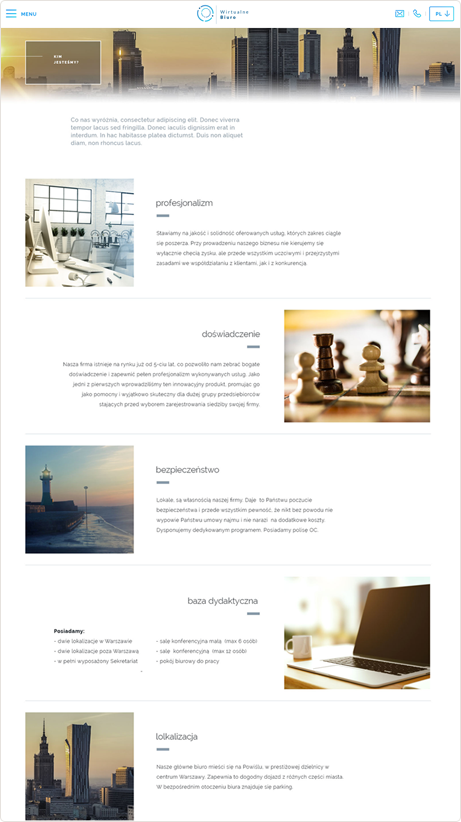 MENU
Wirtualne
Biuro
PL
KIM
JESTEŚMY?
Co nas wyróżnia, consectetur adipiscing elit. Donec viverra
tempor lacus sed fringilla. Donec iaculis dignissim erat in
interdum. In hac habitasse platea dictumst. Duis non aliquet
diam, non rhoncus lacus.
profesjonalizm
Stawiamy na jakość i solidność oferowanych usług, których zakres ciągle
się poszerza. Przy prowadzeniu naszego biznesu nie kierujemy się
wyłącznie chęcią zysku, ale przede wszystkim uczciwymi i przejrzystymi
zasadami we współdziałaniu z klientami, jak i z konkurencją.
doświadczenie
Nasza firma istnieje na rynku już od 5-ciu lat, co pozwoliło nam zebrać bogate
doświadczenie i zapewnić pełen profesjonalizm wykonywanych usług. Jako
jedni z pierwszych wprowadziliśmy ten innowacyjny produkt, promując go
jako pomocny i wyjątkowo skuteczny dla dużej grupy przedsiębiorców
stających przed wyborem zarejestrowania siedziby swojej firmy.
bezpieczeństwo
Lokale, są własnością naszej firmy. Daje to Państwu poczucie
bezpieczeństwa i przede wszystkim pewność, że nikt bez powodu nie
wypowie Państwu umowy najmu i nie narazi na dodatkowe koszty.
Dysponujemy dedykowanym programem. Posiadamy polisę OC.
baza dydaktyczna
Posiadamy:
- dwie lokalizacje w Warszawie
- dwie lokalizacje poza Warszawą
- w pełni wyposażony Sekretariat
- salę konferencyjną małą (max 6 osób)
- salę konferencyjną (max 12 osób)
- pokój biurowy do pracy
lolkalizacja
Nasze główne biuro mieści się na Powiślu, w prestiżowej dzielnicy w
centrum Warszawy. Zapewnia to dogodny dojazd z różnych części miasta.
W bezpośrednim otoczeniu biura znajduje się parking.